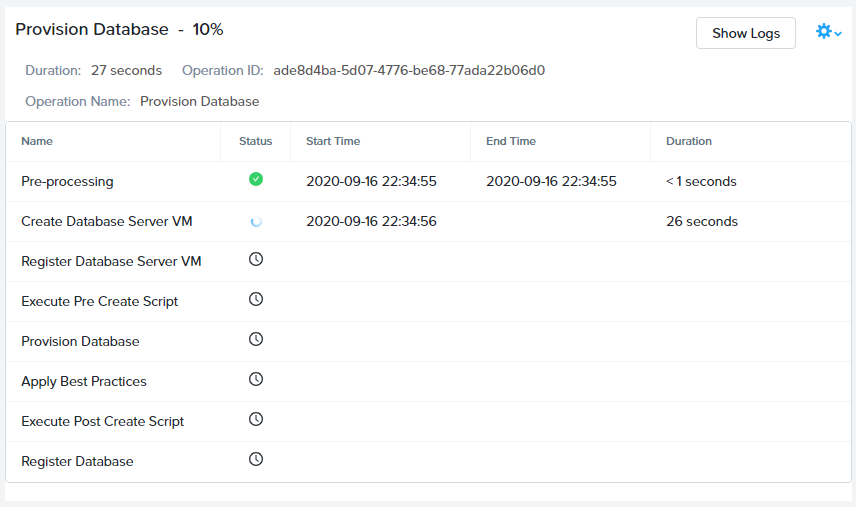 Provision Database - 10%
Show Logs
Duration: 27 seconds Operation ID: ade8d4ba-5d07-4776-be68-77ada22b06d0
Operation Name: Provision Database
Name Status Start Time End Time Duration
Pre-processing 2020-09-16 22:34:55 2020-09-16 22:34:55 < 1 seconds
Create Database Server VM 2020-09-16 22:34:56 26 seconds
Register Database Server VM
Execute Pre Create Script
Provision Database
Apply Best Practices
Execute Post Create Script
Register Database